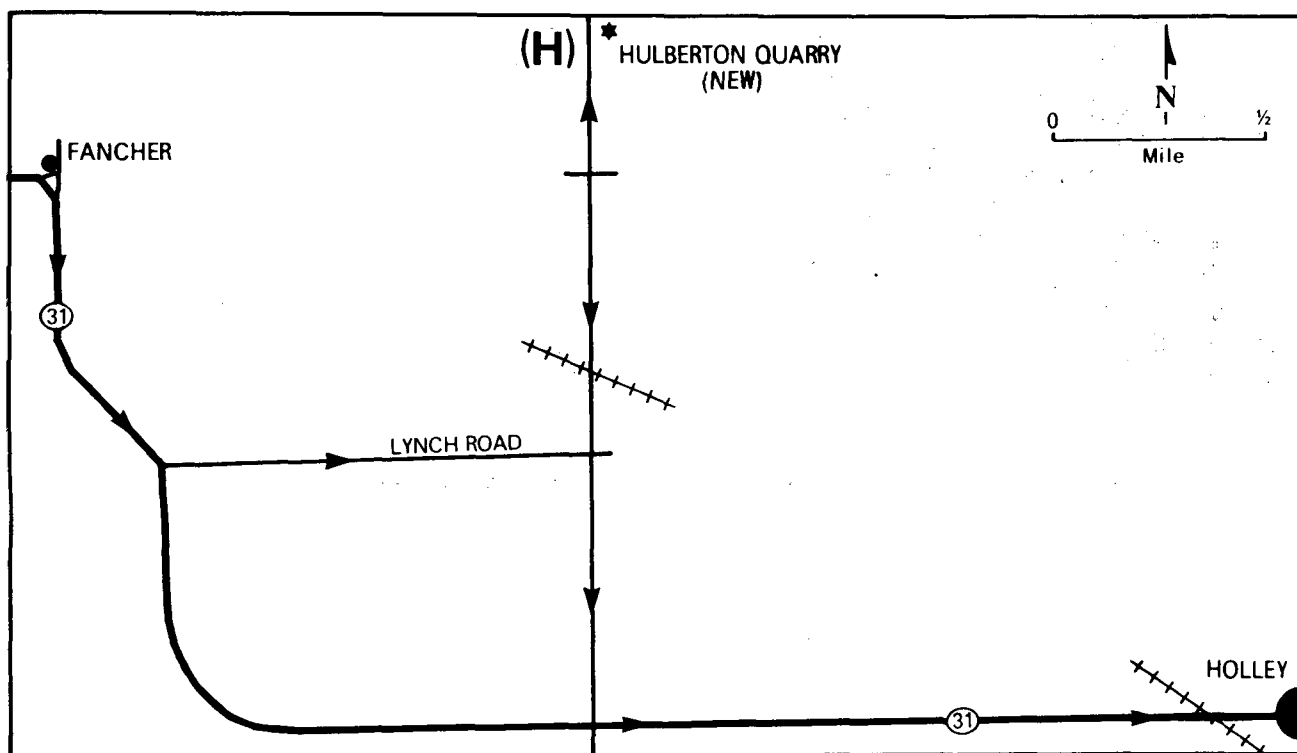 (H)
HULBERTON QUARRY
(NEW)
N
0 ½
Mile
FANCHER
31
LYNCH ROAD
HOLLEY
31